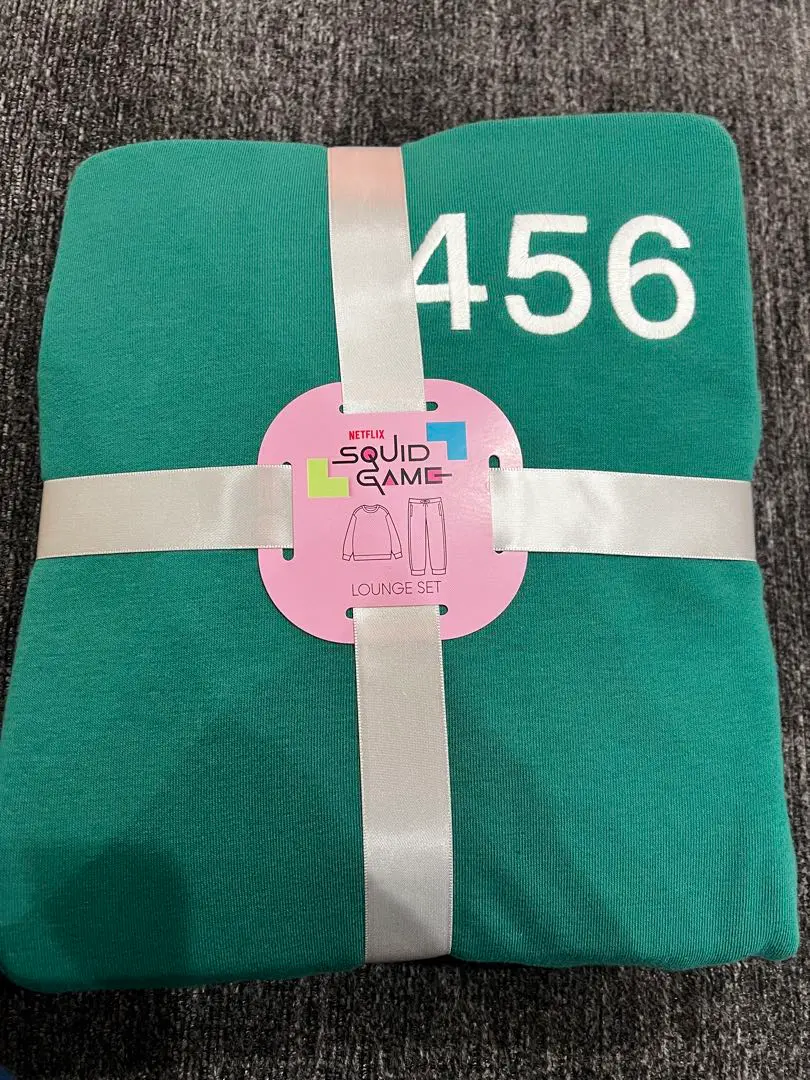 456
NETFLIX
SQUID
GAME
LOUNGE SET